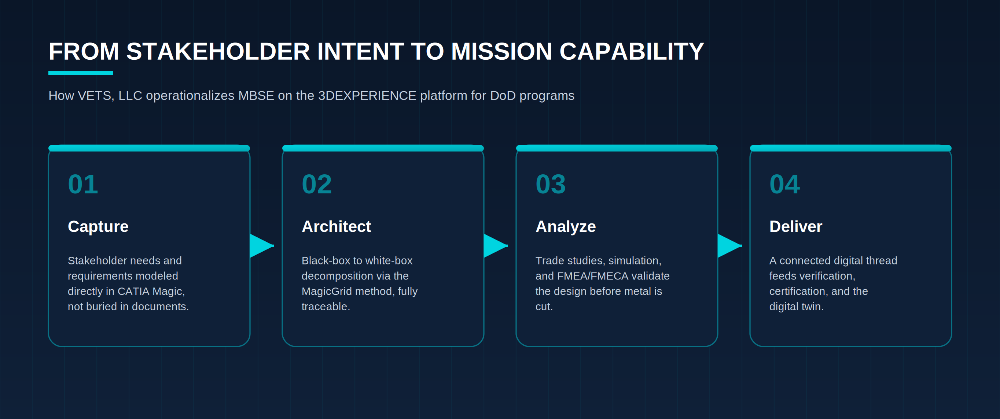 FROM STAKEHOLDER INTENT TO MISSION CAPABILITY
How VETS, LLC operationalizes MBSE on the 3DEXPERIENCE platform for DoD programs
01
Capture
Stakeholder needs and
requirements modeled
directly in CATIA Magic,
not buried in documents.
02
Architect
Black-box to white-box
decomposition via the
MagicGrid method, fully
traceable.
03
Analyze
Trade studies, simulation,
and FMEA/FMECA validate
the design before metal is
cut.
04
Deliver
A connected digital thread
feeds verification,
certification, and the
digital twin.